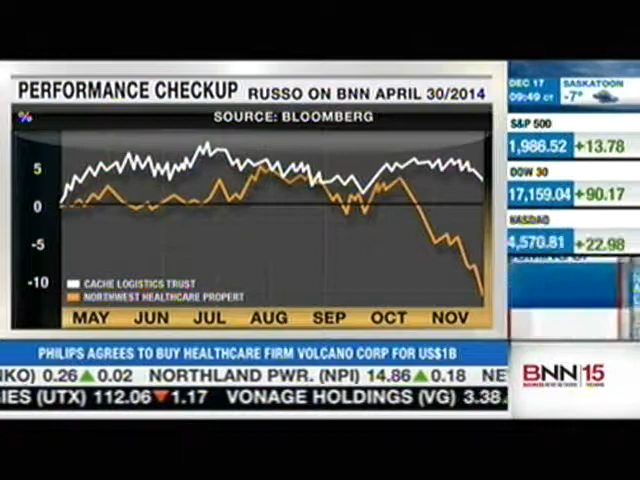 PERFORMANCE CHECKUP RUSSO ON BNN APRIL 30/2014
% SOURCE: BLOOMBERG
5
0
-5
-10
CACHE LOGISTICS TRUST
NORTHWEST HEALTHCARE PROPERT
MAY JUN JUL AUG SEP OCT NOV
DEC 17 SASKATOON
09:49 CT -7°
S&P 500
1,986.52 +13.78
DOW 30
17,159.04 +90.17
NASDAQ
4,570.81 +22.98
PHILIPS AGREES TO BUY HEALTHCARE FIRM VOLCANO CORP FOR US$1B
NKO) 0.26 ▲ 0.02 NORTHLAND PWR. (NPI) 14.86 ▲ 0.18 NE
IES (UTX) 112.06 ▼ 1.17 VONAGE HOLDINGS (VG) 3.38
BNN 15